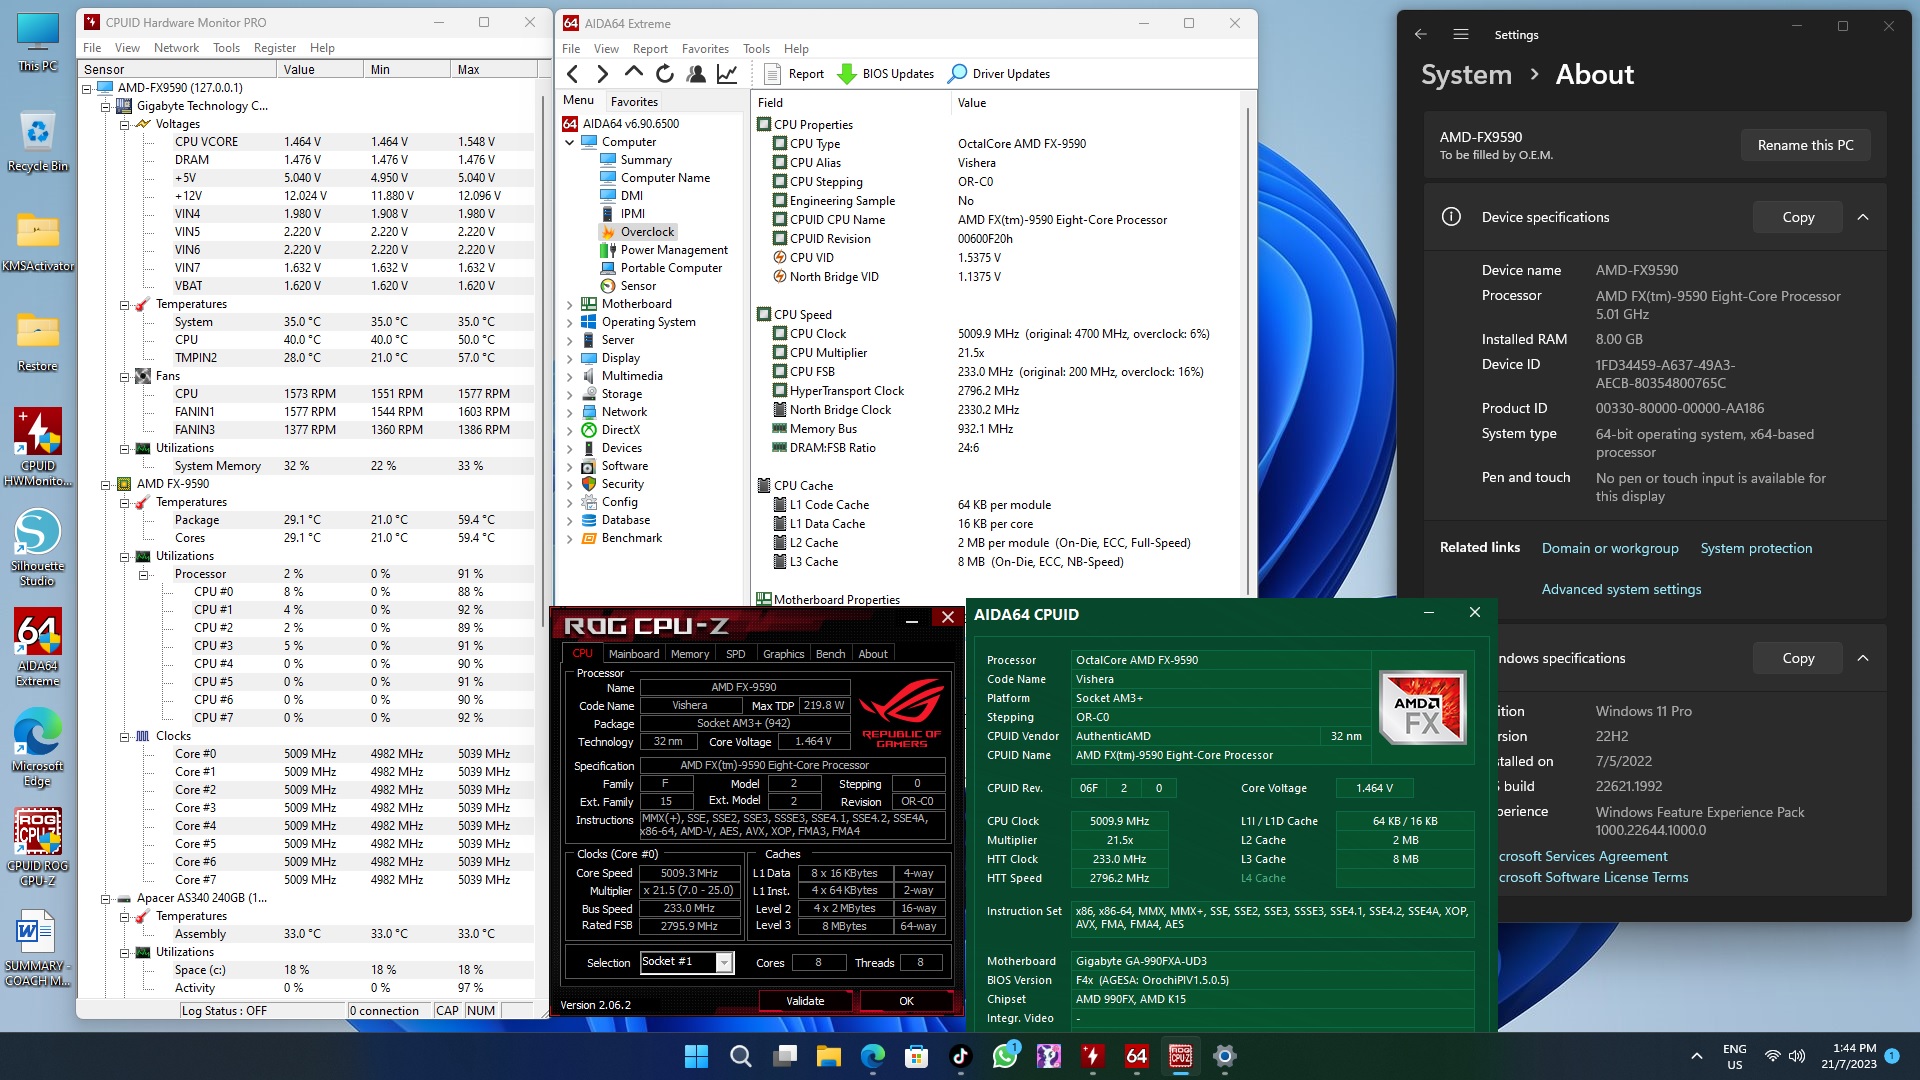 This PC
Recycle Bin
KMSActivator
Restore
CPUID
HWMonito...
Silhouette
Studio
AIDA64
Extreme
Microsoft
Edge
CPUID ROG
CPU-Z
SUMMARY -
COACH M...
CPUID Hardware Monitor PRO
File View Network Tools Register Help
Sensor Value Min Max
AMD-FX9590 (127.0.0.1)
Gigabyte Technology C...
Voltages
CPU VCORE 1.464 V 1.464 V 1.548 V
DRAM 1.476 V 1.476 V 1.476 V
+5V 5.040 V 4.950 V 5.040 V
+12V 12.024 V 11.880 V 12.096 V
VIN4 1.980 V 1.908 V 1.980 V
VIN5 2.220 V 2.220 V 2.220 V
VIN6 2.220 V 2.220 V 2.220 V
VIN7 1.632 V 1.632 V 1.632 V
VBAT 1.620 V 1.620 V 1.620 V
Temperatures
System 35.0 °C 35.0 °C 35.0 °C
CPU 40.0 °C 40.0 °C 50.0 °C
TMPIN2 28.0 °C 21.0 °C 57.0 °C
Fans
CPU 1573 RPM 1551 RPM 1577 RPM
FANIN1 1577 RPM 1544 RPM 1603 RPM
FANIN3 1377 RPM 1360 RPM 1386 RPM
Utilizations
System Memory 32 % 22 % 33 %
AMD FX-9590
Temperatures
Package 29.1 °C 21.0 °C 59.4 °C
Cores 29.1 °C 21.0 °C 59.4 °C
Utilizations
Processor 2 % 0 % 91 %
CPU #0 8 % 0 % 88 %
CPU #1 4 % 0 % 92 %
CPU #2 2 % 0 % 89 %
CPU #3 5 % 0 % 91 %
CPU #4 0 % 0 % 90 %
CPU #5 0 % 0 % 91 %
CPU #6 0 % 0 % 90 %
CPU #7 0 % 0 % 92 %
Clocks
Core #0 5009 MHz 4982 MHz 5039 MHz
Core #1 5009 MHz 4982 MHz 5039 MHz
Core #2 5009 MHz 4982 MHz 5039 MHz
Core #3 5009 MHz 4982 MHz 5039 MHz
Core #4 5009 MHz 4982 MHz 5039 MHz
Core #5 5009 MHz 4982 MHz 5039 MHz
Core #6 5009 MHz 4982 MHz 5039 MHz
Core #7 5009 MHz 4982 MHz 5039 MHz
Apacer AS340 240GB (1...
Temperatures
Assembly 33.0 °C 33.0 °C 33.0 °C
Utilizations
Space (c:) 18 % 18 % 18 %
Activity 0 % 0 % 97 %
Log Status : OFF 0 connection CAP NUM
64 AIDA64 Extreme
File View Report Favorites Tools Help
Report BIOS Updates Driver Updates
Menu Favorites
64 AIDA64 v6.90.6500
Computer
Summary
Computer Name
DMI
IPMI
Overclock
Power Management
Portable Computer
Sensor
Motherboard
Operating System
Server
Display
Multimedia
Storage
Network
DirectX
Devices
Software
Security
Config
Database
Benchmark
Field Value
CPU Properties
CPU Type OctalCore AMD FX-9590
CPU Alias Vishera
CPU Stepping OR-C0
Engineering Sample No
CPUID CPU Name AMD FX(tm)-9590 Eight-Core Processor
CPUID Revision 00600F20h
CPU VID 1.5375 V
North Bridge VID 1.1375 V
CPU Speed
CPU Clock 5009.9 MHz (original: 4700 MHz, overclock: 6%)
CPU Multiplier 21.5x
CPU FSB 233.0 MHz (original: 200 MHz, overclock: 16%)
HyperTransport Clock 2796.2 MHz
North Bridge Clock 2330.2 MHz
Memory Bus 932.1 MHz
DRAM:FSB Ratio 24:6
CPU Cache
L1 Code Cache 64 KB per module
L1 Data Cache 16 KB per core
L2 Cache 2 MB per module (On-Die, ECC, Full-Speed)
L3 Cache 8 MB (On-Die, ECC, NB-Speed)
Motherboard Properties
ROG CPU-Z
CPU Mainboard Memory SPD Graphics Bench About
Processor
Name AMD FX-9590
Code Name Vishera Max TDP 219.8 W
Package Socket AM3+ (942)
Technology 32 nm Core Voltage 1.464 V
REPUBLIC OF
GAMERS
Specification AMD FX(tm)-9590 Eight-Core Processor
Family F Model 2 Stepping 0
Ext. Family 15 Ext. Model 2 Revision OR-C0
Instructions MMX(+), SSE, SSE2, SSE3, SSSE3, SSE4.1, SSE4.2, SSE4A,
x86-64, AMD-V, AES, AVX, XOP, FMA3, FMA4
Clocks (Core #0) Caches
Core Speed 5009.3 MHz L1 Data 8 x 16 KBytes 4-way
Multiplier x 21.5 (7.0 - 25.0) L1 Inst. 4 x 64 KBytes 2-way
Bus Speed 233.0 MHz Level 2 4 x 2 MBytes 16-way
Rated FSB 2795.9 MHz Level 3 8 MBytes 64-way
Selection Socket #1 Cores 8 Threads 8
Version 2.06.2 Validate OK
AIDA64 CPUID
Processor OctalCore AMD FX-9590
Code Name Vishera
Platform Socket AM3+
Stepping OR-C0
CPUID Vendor AuthenticAMD 32 nm
CPUID Name AMD FX(tm)-9590 Eight-Core Processor
AMD
FX
CPUID Rev. 06F 2 0 Core Voltage 1.464 V
CPU Clock 5009.9 MHz L1I / L1D Cache 64 KB / 16 KB
Multiplier 21.5x L2 Cache 2 MB
HTT Clock 233.0 MHz L3 Cache 8 MB
HTT Speed 2796.2 MHz L4 Cache
Instruction Set x86, x86-64, MMX, MMX+, SSE, SSE2, SSE3, SSSE3, SSE4.1, SSE4.2, SSE4A, XOP,
AVX, FMA, FMA4, AES
Motherboard Gigabyte GA-990FXA-UD3
BIOS Version F4x (AGESA: OrochiPIV1.5.0.5)
Chipset AMD 990FX, AMD K15
Integr. Video -
Settings
System › About
AMD-FX9590
To be filled by O.E.M.
Rename this PC
Device specifications Copy
Device name AMD-FX9590
Processor AMD FX(tm)-9590 Eight-Core Processor
5.01 GHz
Installed RAM 8.00 GB
Device ID 1FD34459-A637-49A3-
AECB-80354800765C
Product ID 00330-80000-00000-AA186
System type 64-bit operating system, x64-based
processor
Pen and touch No pen or touch input is available for
this display
Related links Domain or workgroup System protection
Advanced system settings
ndows specifications Copy
ition Windows 11 Pro
rsion 22H2
stalled on 7/5/2022
S build 22621.1992
perience Windows Feature Experience Pack
1000.22644.1000.0
crosoft Services Agreement
crosoft Software License Terms
1
64
ROG
CPU-Z
ENG
US
1:44 PM
21/7/2023
1